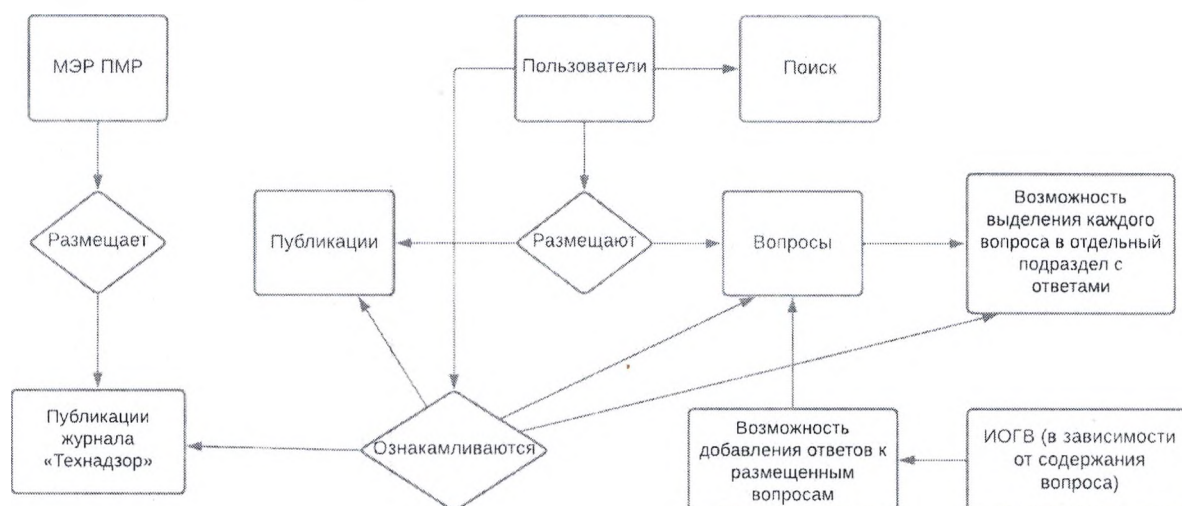 МЭР ПМР
Пользователи
Поиск
Размещает
Публикации
Размещают
Вопросы
Возможность
выделения каждого
вопроса в отдельный
подраздел с
ответами
Публикации
журнала
«Технадзор»
Ознакамливаются
Возможность
добавления ответов к
размещенным
вопросам
ИОГВ (в зависимости
от содержания
вопроса)